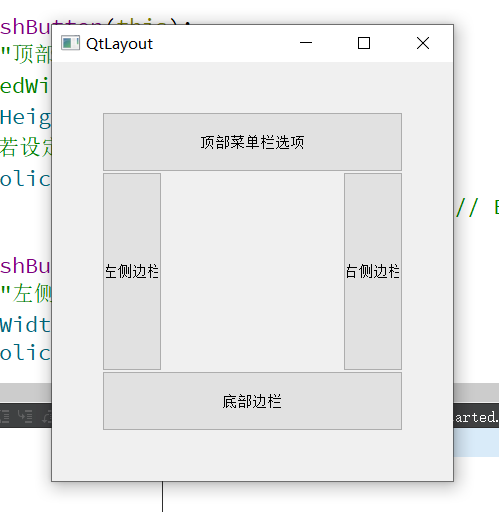 shButton(this);
QtLayout
"顶部
edWi
Heig
若设定
olic
// E
shBu
"左侧
Widt
olic
顶部菜单栏选项
左侧边栏
右侧边栏
底部边栏
arted.